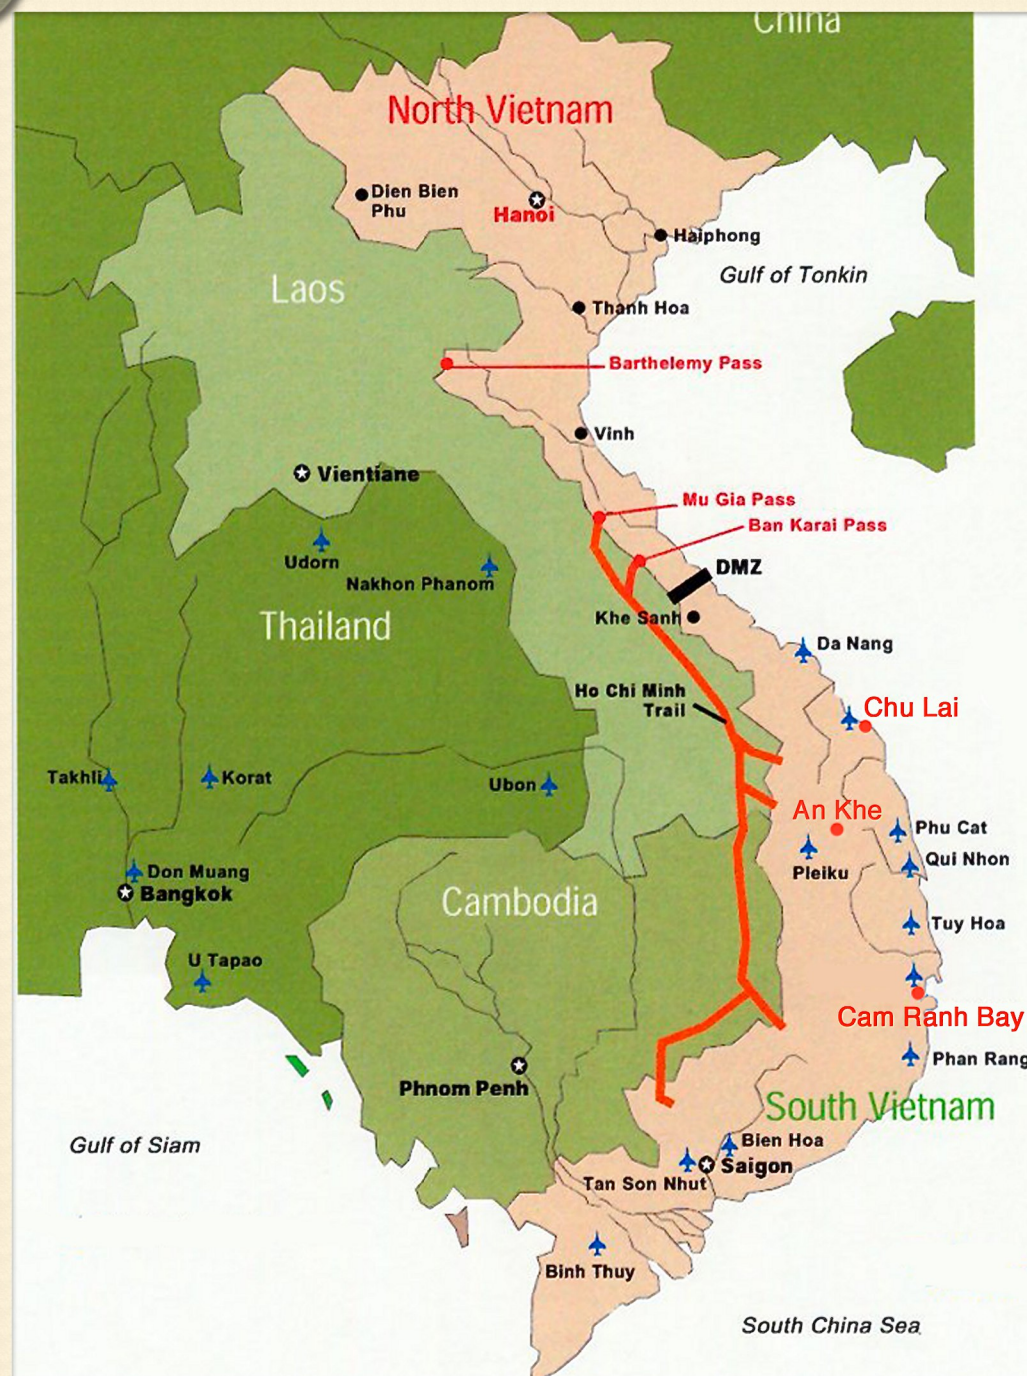 China
North Vietnam
Dien Bien
Phu
Hanoi
Haiphong
Gulf of Tonkin
Laos
Thanh Hoa
Barthelemy Pass
Vinh
Vientiane
Mu Gia Pass
Ban Karai Pass
Udorn
DMZ
Nakhon Phanom
Khe Sanh
Thailand
Da Nang
Ho Chi Minh
Trail
Chu Lai
Takhli
Korat
Ubon
An Khe
Phu Cat
Qui Nhon
Pleiku
Don Muang
Bangkok
Cambodia
Tuy Hoa
U Tapao
Cam Ranh Bay
Phan Rang
Phnom Penh
South Vietnam
Gulf of Siam
Bien Hoa
Saigon
Tan Son Nhut
Binh Thuy
South China Sea